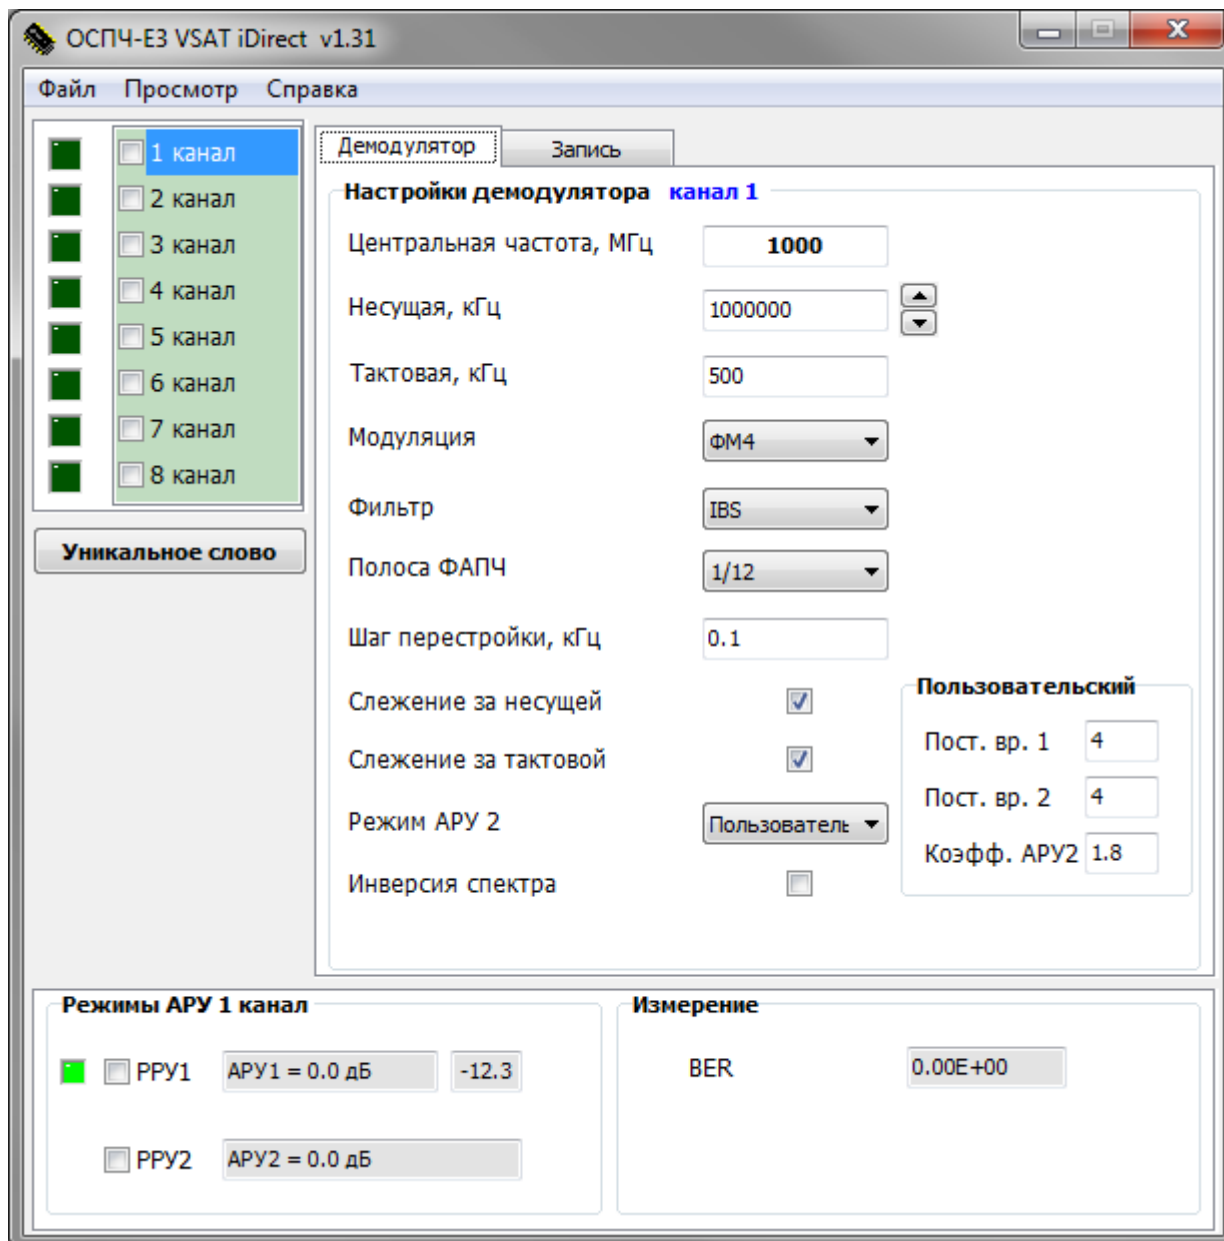 ОСПЧ-Е3 VSAT iDirect v1.31
Файл Просмотр Справка
1 канал
2 канал
3 канал
4 канал
5 канал
6 канал
7 канал
8 канал
Уникальное слово
Демодулятор Запись
Настройки демодулятора канал 1
Центральная частота, МГц 1000
Несущая, кГц 1000000
Тактовая, кГц 500
Модуляция ФМ4
Фильтр IBS
Полоса ФАПЧ 1/12
Шаг перестройки, кГц 0.1
Слежение за несущей
Слежение за тактовой
Режим АРУ 2 Пользователь
Инверсия спектра
Пользовательский
Пост. вр. 1 4
Пост. вр. 2 4
Коэфф. АРУ2 1.8
Режимы АРУ 1 канал
РРУ1 АРУ1 = 0.0 дБ -12.3
РРУ2 АРУ2 = 0.0 дБ
Измерение
BER 0.00E+00